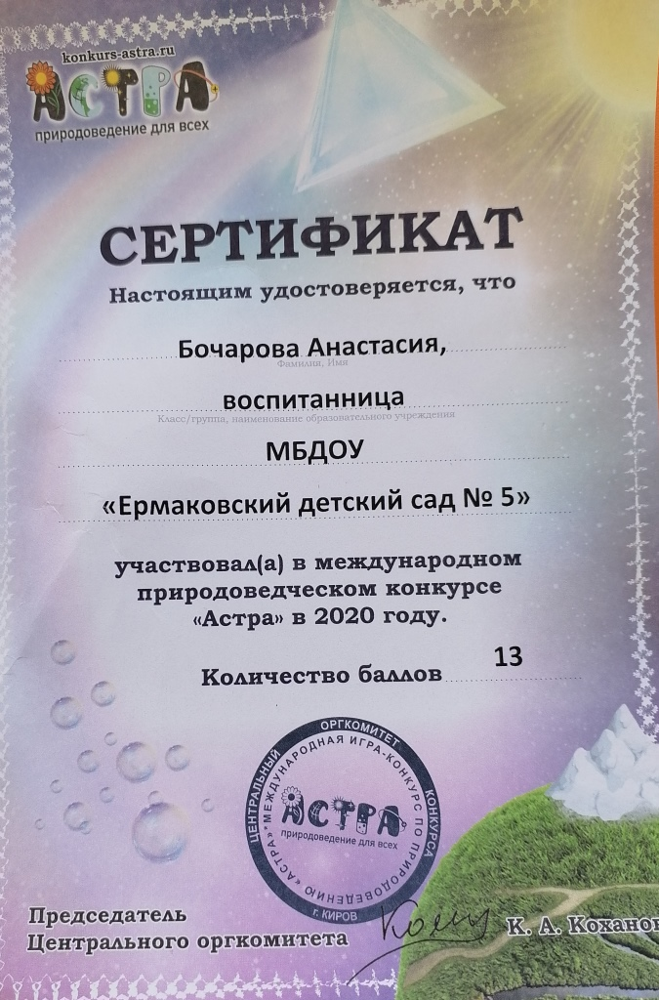 konkurs-astra.ru
АСТРА
природоведение для всех
СЕРТИФИКАТ
Настоящим удостоверяется, что
Бочарова Анастасия,
Фамилия, Имя
воспитанница
Класс/группа, наименование образовательного учреждения
МБДОУ
«Ермаковский детский сад № 5»
участвовал(а) в международном
природоведческом конкурсе
«Астра» в 2020 году.
Количество баллов 13
ЦЕНТРАЛЬНЫЙ ОРГКОМИТЕТ КОНКУРСА
МЕЖДУНАРОДНАЯ ИГРА-КОНКУРС ПО ПРИРОДОВЕДЕНИЮ «АСТРА»
АСТРА
природоведение для всех
г. КИРОВ
Председатель
Центрального оргкомитета
К. А. Коханов